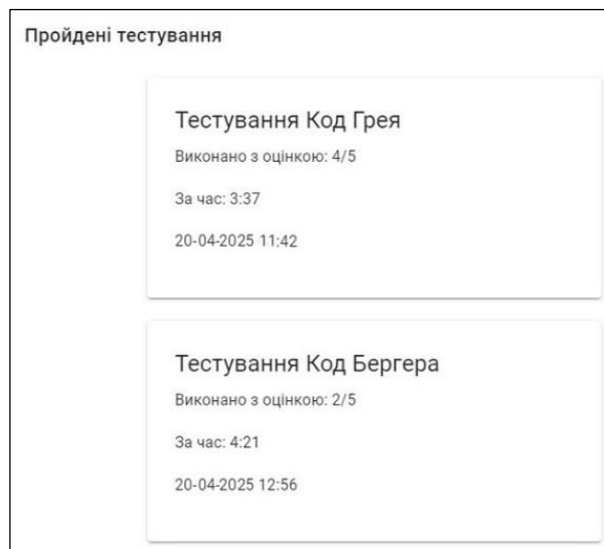 Пройдені тестування
Тестування Код Грея
Виконано з оцінкою: 4/5
За час: 3:37
20-04-2025 11:42
Тестування Код Бергера
Виконано з оцінкою: 2/5
За час: 4:21
20-04-2025 12:56